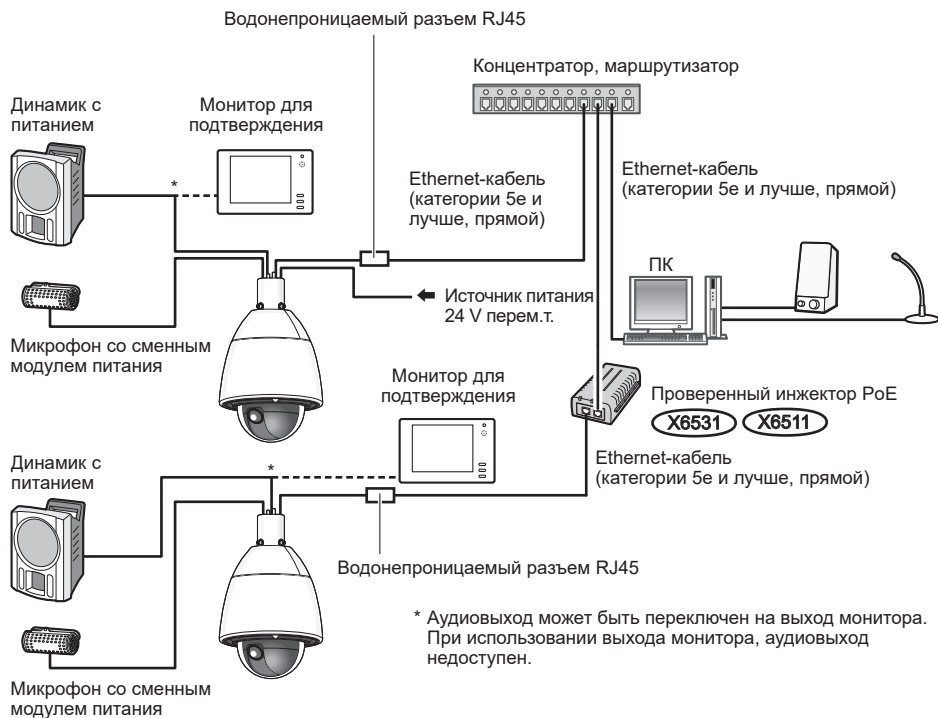 Водонепроницаемый разъем RJ45
Концентратор, маршрутизатор
Динамик с
питанием
Монитор для
подтверждения
*
Ethernet-кабель
(категории 5е и
лучше, прямой)
Ethernet-кабель
(категории 5е и лучше, прямой)
ПК
Источник питания
24 V перем.т.
Микрофон со сменным
модулем питания
Монитор для
подтверждения
Проверенный инжектор PoE
X6531 X6511
Динамик с
питанием
*
Ethernet-кабель
(категории 5е и лучше, прямой)
Водонепроницаемый разъем RJ45
* Аудиовыход может быть переключен на выход монитора.
При использовании выхода монитора, аудиовыход
недоступен.
Микрофон со сменным
модулем питания